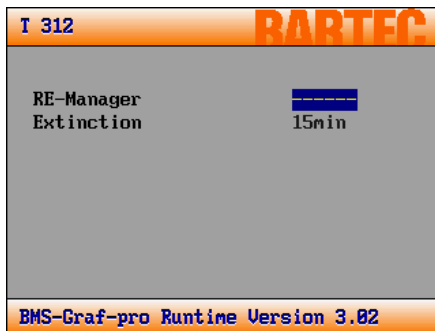 T 312 BARTEC
RE-Manager ------
Extinction 15min
BMS-Graf-pro Runtime Version 3.02